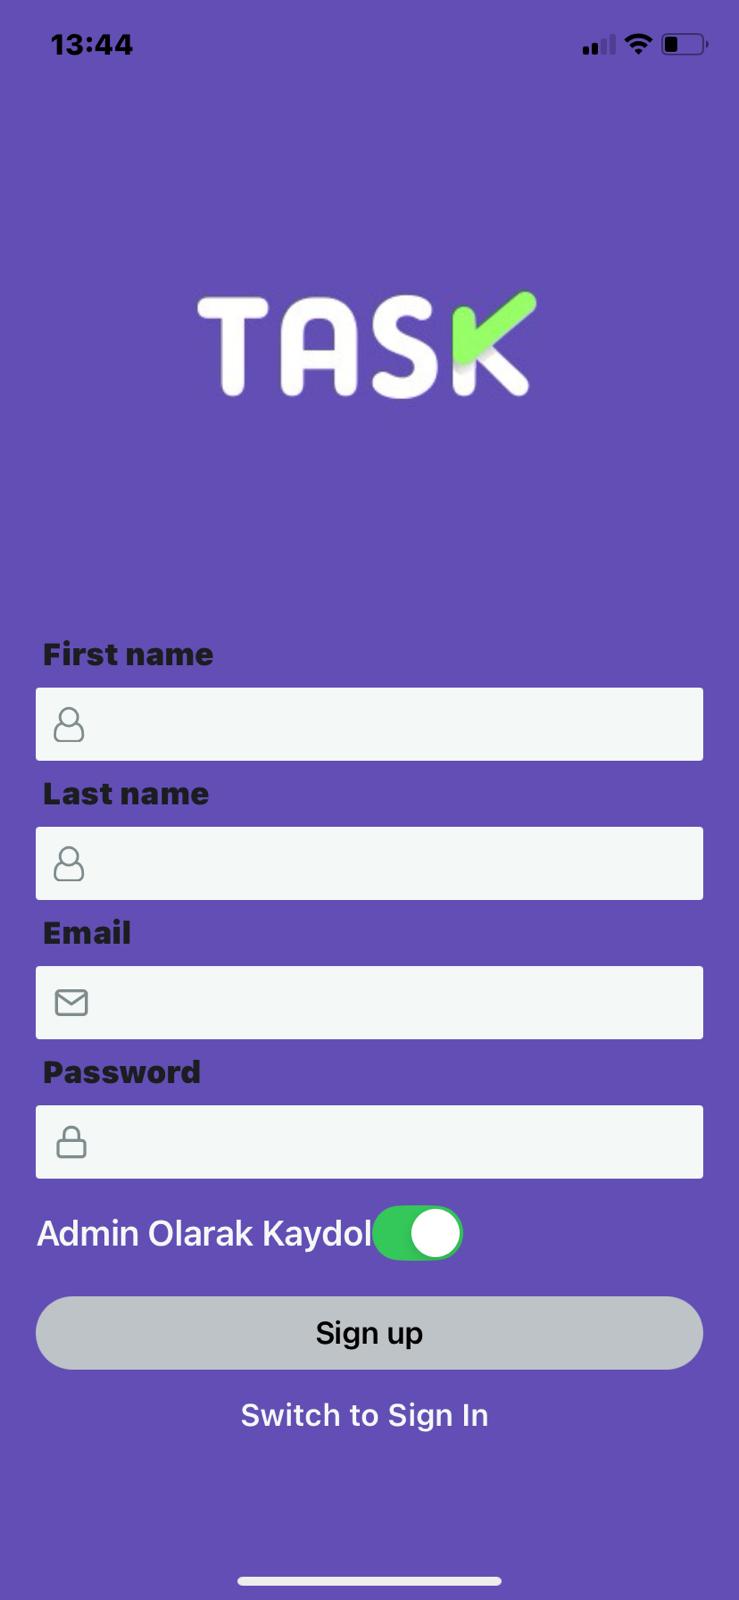 13:44
TASK
First name
Last name
Email
Password
Admin Olarak Kaydol
Sign up
Switch to Sign In